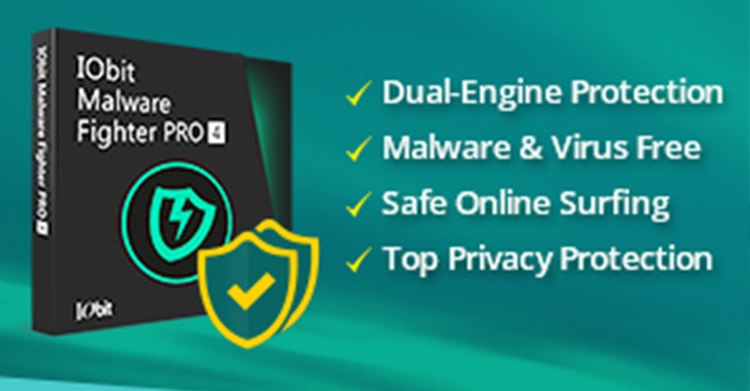 IObit Malware Fighter PRO 4
IObit
Malware
Fighter PRO 4
IObit
Dual-Engine Protection
Malware & Virus Free
Safe Online Surfing
Top Privacy Protection